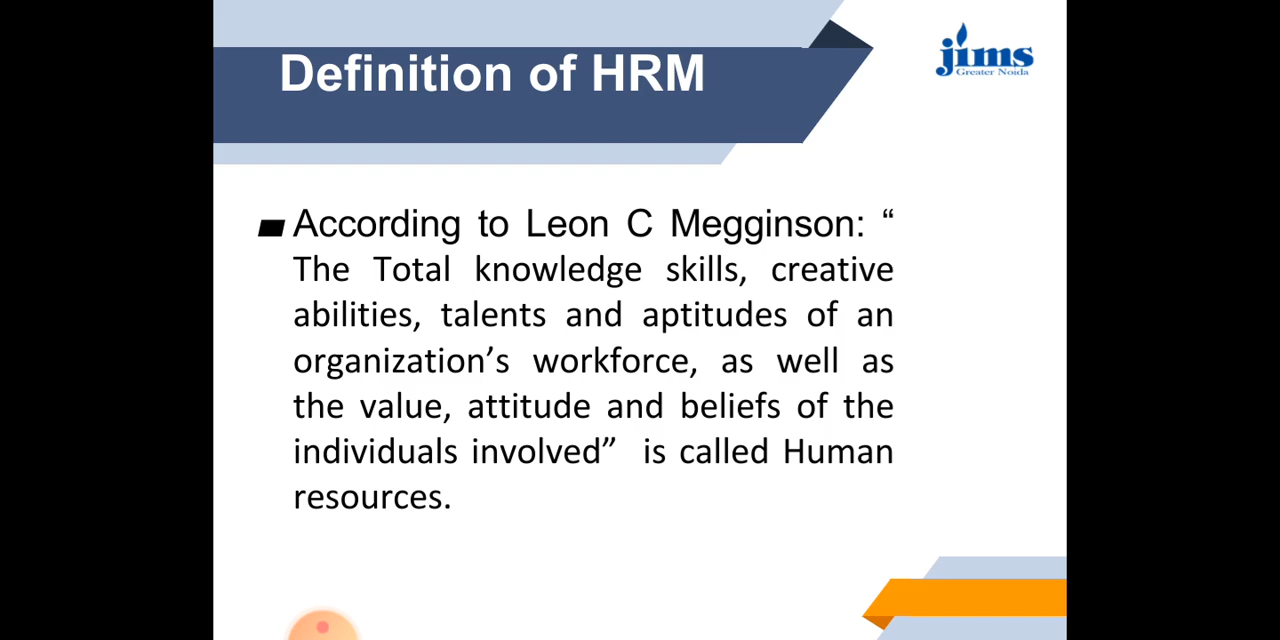 Definition of HRM
jims
Greater Noida
According to Leon C Megginson: “
The Total knowledge skills, creative
abilities, talents and aptitudes of an
organization’s workforce, as well as
the value, attitude and beliefs of the
individuals involved” is called Human
resources.